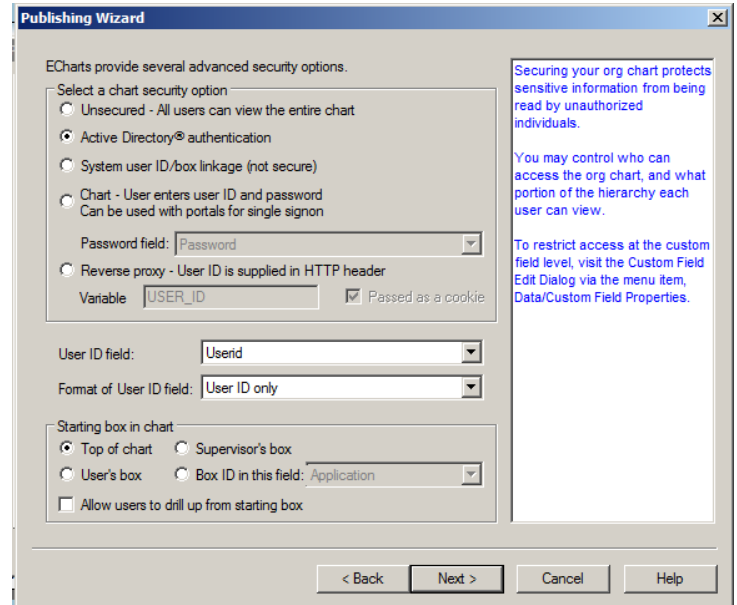 Publishing Wizard
ECharts provide several advanced security options.
Select a chart security option
Unsecured - All users can view the entire chart
Active Directory® authentication
System user ID/box linkage (not secure)
Chart - User enters user ID and password
Can be used with portals for single signon
Password field: Password
Reverse proxy - User ID is supplied in HTTP header
Variable USER_ID Passed as a cookie
User ID field: Userid
Format of User ID field: User ID only
Starting box in chart
Top of chart Supervisor's box
User's box Box ID in this field: Application
Allow users to drill up from starting box
Securing your org chart protects
sensitive information from being
read by unauthorized
individuals.
You may control who can
access the org chart, and what
portion of the hierarchy each
user can view.
To restrict access at the custom
field level, visit the Custom Field
Edit Dialog via the menu item,
Data/Custom Field Properties.
< Back Next > Cancel Help